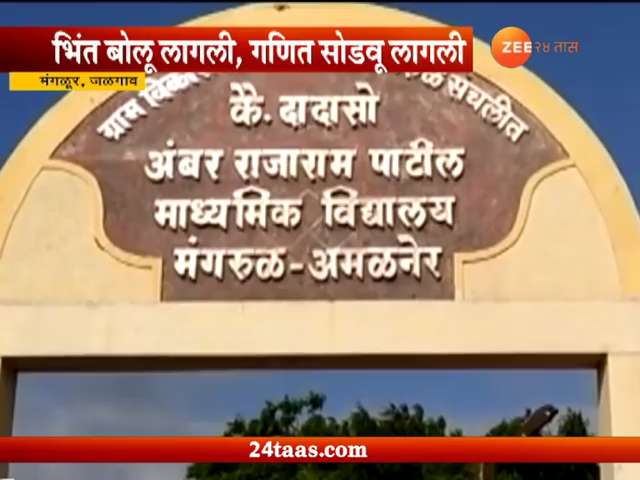 भिंत बोलू लागली, गणित सोडवू लागली
ZEE २४ तास
मंगळूर, जळगाव
ग्राम विकास
संचलीत
कै. दादासो
अंबर राजाराम पाटील
माध्यमिक विद्यालय
मंगरुळ-अमळनेर
24taas.com